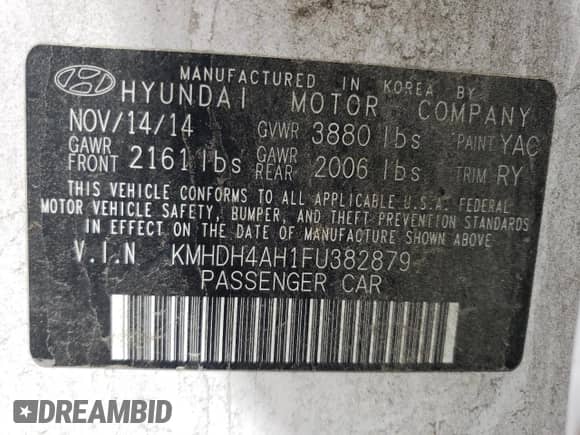 MANUFACTURED IN KOREA BY
HYUNDAI MOTOR COMPANY
NOV/14/14 GVWR 3880 lbs PAINT YAC
GAWR FRONT 2161 lbs GAWR REAR 2006 lbs TRIM RY
THIS VEHICLE CONFORMS TO ALL APPLICABLE U.S.A. FEDERAL
MOTOR VEHICLE SAFETY, BUMPER, AND THEFT PREVENTION STANDARDS
IN EFFECT ON THE DATE OF MANUFACTURE SHOWN ABOVE.
V.I.N. KMHDH4AH1FU382879
PASSENGER CAR
DREAMBID